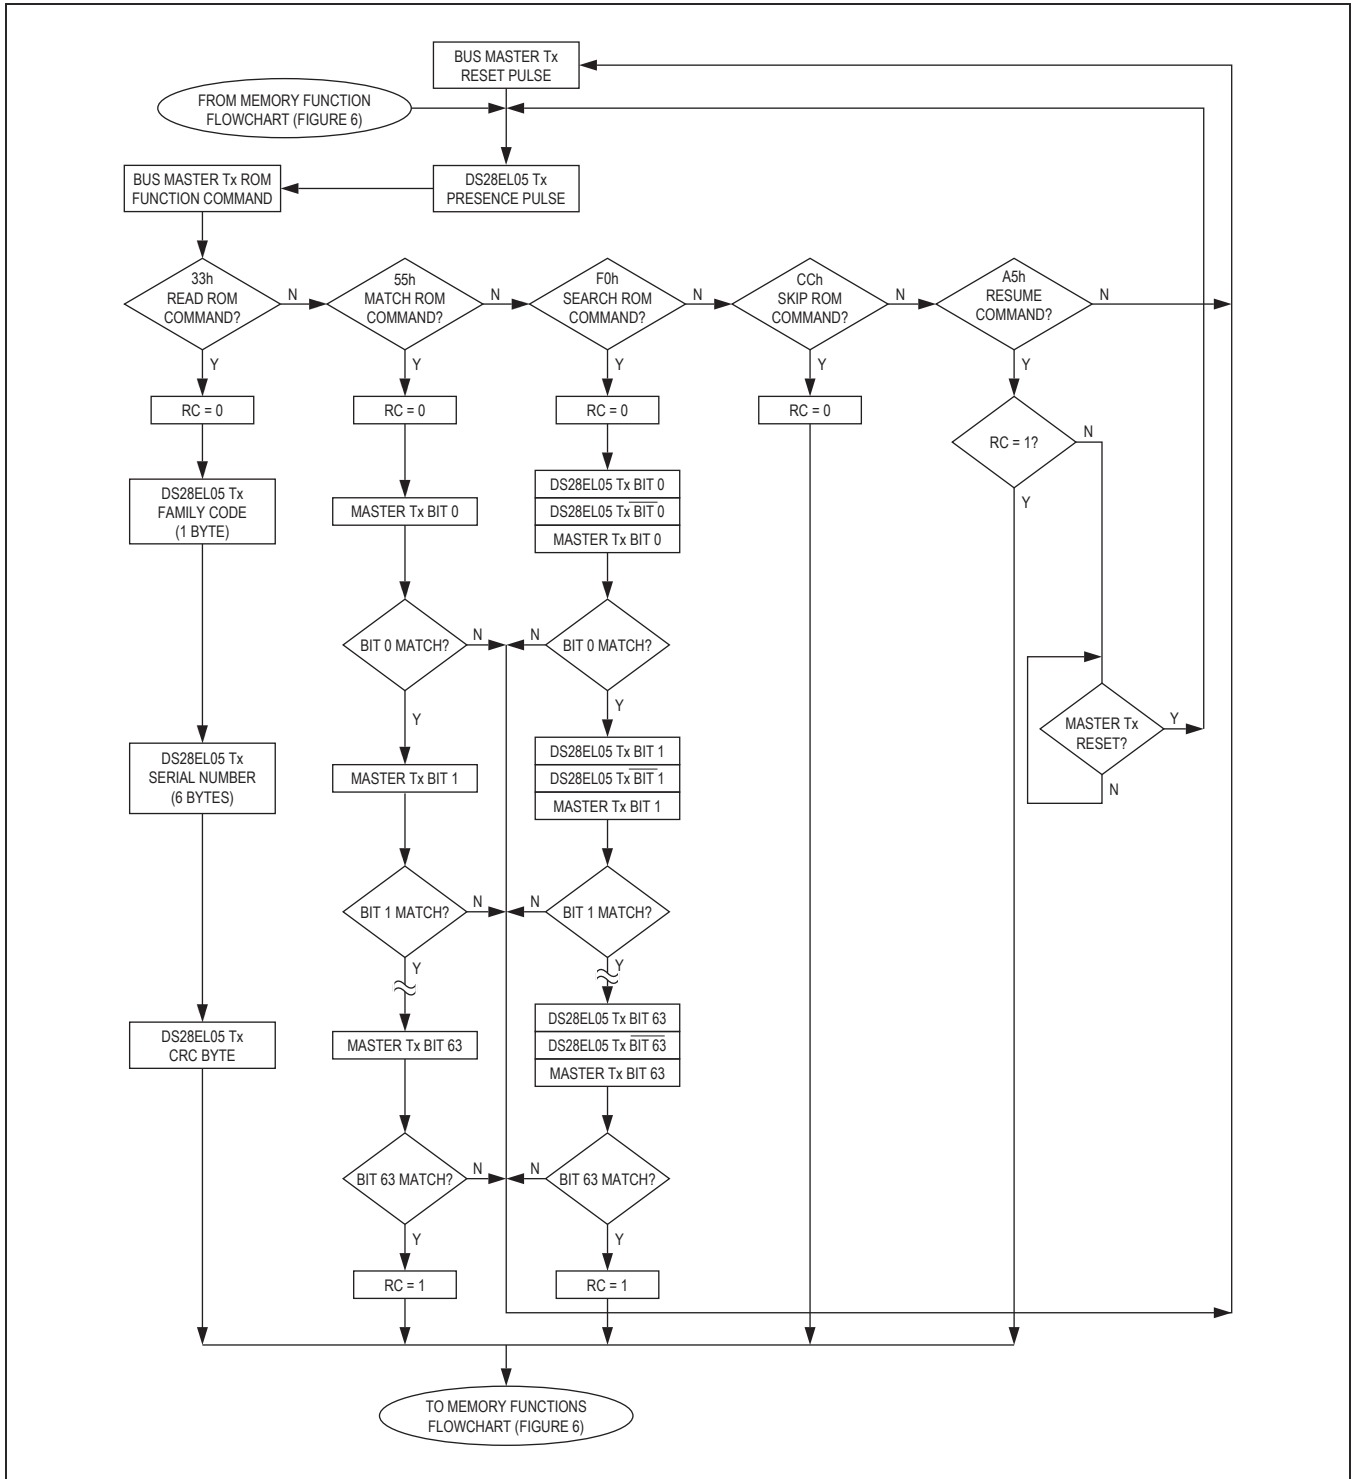 BUS MASTER Tx
RESET PULSE
FROM MEMORY FUNCTION
FLOWCHART (FIGURE 6)
BUS MASTER Tx ROM
FUNCTION COMMAND
DS28EL05 Tx
PRESENCE PULSE
33h
READ ROM
COMMAND?
N
55h
MATCH ROM
COMMAND?
N
F0h
SEARCH ROM
COMMAND?
N
CCh
SKIP ROM
COMMAND?
N
A5h
RESUME
COMMAND?
N
Y
Y
Y
Y
Y
RC = 0
RC = 0
RC = 0
RC = 0
RC = 1?
N
Y
DS28EL05 Tx
FAMILY CODE
(1 BYTE)
MASTER Tx BIT 0
DS28EL05 Tx BIT 0
DS28EL05 Tx B̅I̅T̅ ̅0̅
MASTER Tx BIT 0
BIT 0 MATCH?
N
N
BIT 0 MATCH?
Y
Y
MASTER Tx
RESET?
Y
N
DS28EL05 Tx
SERIAL NUMBER
(6 BYTES)
MASTER Tx BIT 1
DS28EL05 Tx BIT 1
DS28EL05 Tx B̅I̅T̅ ̅1̅
MASTER Tx BIT 1
BIT 1 MATCH?
N
N
BIT 1 MATCH?
Y
Y
DS28EL05 Tx
CRC BYTE
MASTER Tx BIT 63
DS28EL05 Tx BIT 63
DS28EL05 Tx B̅I̅T̅ ̅6̅3̅
MASTER Tx BIT 63
BIT 63 MATCH?
N
N
BIT 63 MATCH?
Y
Y
RC = 1
RC = 1
TO MEMORY FUNCTIONS
FLOWCHART (FIGURE 6)